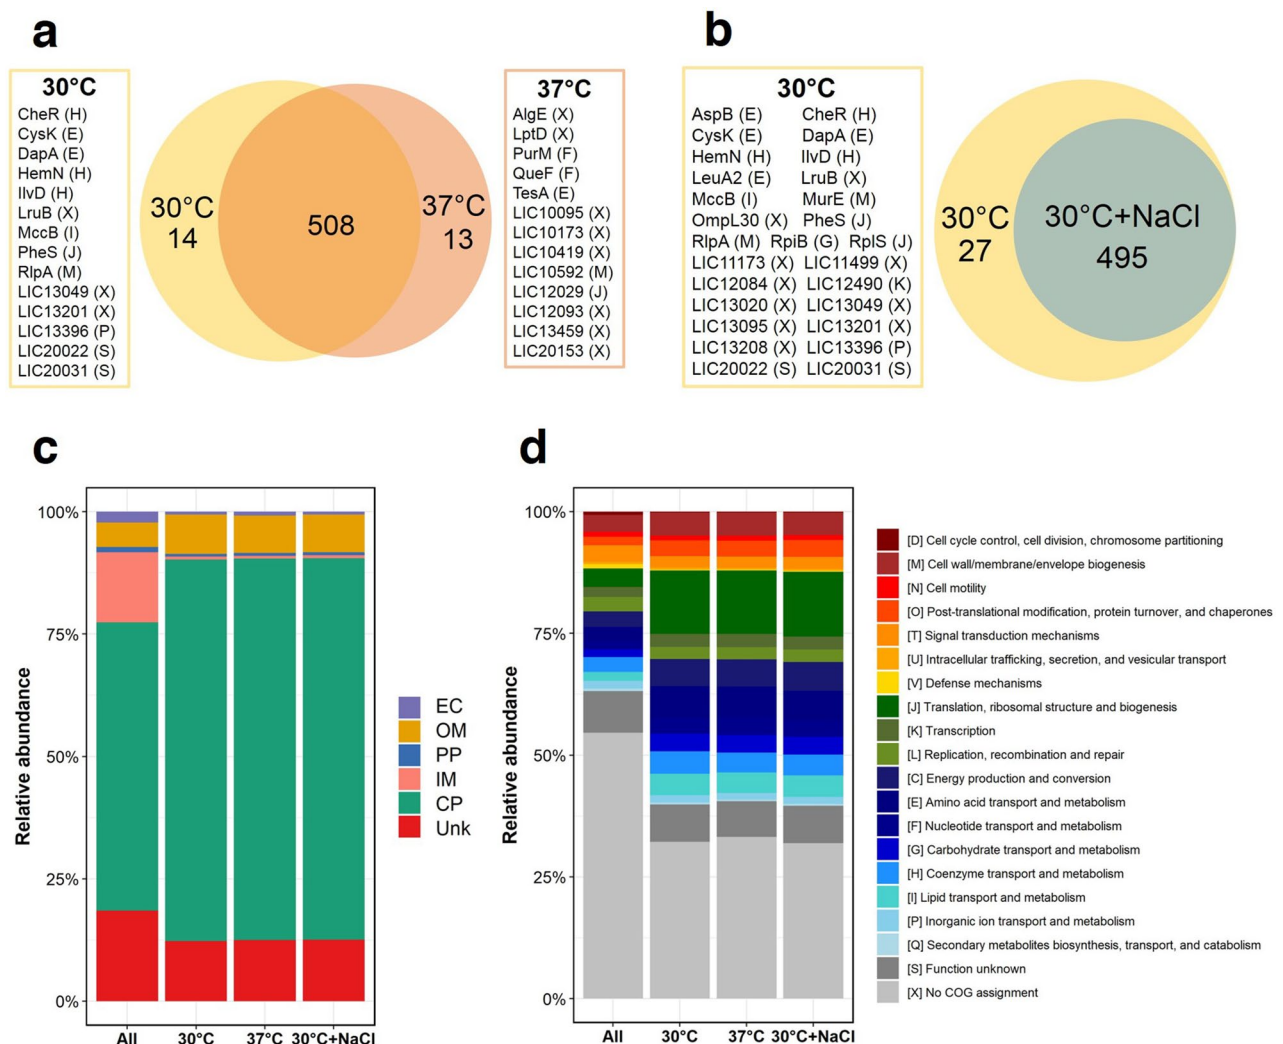 a
30°C
CheR (H)
CysK (E)
DapA (E)
HemN (H)
IlvD (H)
LruB (X)
MccB (I)
PheS (J)
RlpA (M)
LIC13049 (X)
LIC13201 (X)
LIC13396 (P)
LIC20022 (S)
LIC20031 (S)
30°C
14
508
37°C
13
37°C
AlgE (X)
LptD (X)
PurM (F)
QueF (F)
TesA (E)
LIC10095 (X)
LIC10173 (X)
LIC10419 (X)
LIC10592 (M)
LIC12029 (J)
LIC12093 (X)
LIC13459 (X)
LIC20153 (X)
b
30°C
AspB (E) CheR (H)
CysK (E) DapA (E)
HemN (H) IlvD (H)
LeuA2 (E) LruB (X)
MccB (I) MurE (M)
OmpL30 (X) PheS (J)
RlpA (M) RpiB (G) RplS (J)
LIC11173 (X) LIC11499 (X)
LIC12084 (X) LIC12490 (K)
LIC13020 (X) LIC13049 (X)
LIC13095 (X) LIC13201 (X)
LIC13208 (X) LIC13396 (P)
LIC20022 (S) LIC20031 (S)
30°C
27
30°C+NaCl
495
c
Relative abundance
100%
75%
50%
25%
0%
All 30°C 37°C 30°C+NaCl
EC
OM
PP
IM
CP
Unk
d
Relative abundance
100%
75%
50%
25%
0%
All 30°C 37°C 30°C+NaCl
[D] Cell cycle control, cell division, chromosome partitioning
[M] Cell wall/membrane/envelope biogenesis
[N] Cell motility
[O] Post-translational modification, protein turnover, and chaperones
[T] Signal transduction mechanisms
[U] Intracellular trafficking, secretion, and vesicular transport
[V] Defense mechanisms
[J] Translation, ribosomal structure and biogenesis
[K] Transcription
[L] Replication, recombination and repair
[C] Energy production and conversion
[E] Amino acid transport and metabolism
[F] Nucleotide transport and metabolism
[G] Carbohydrate transport and metabolism
[H] Coenzyme transport and metabolism
[I] Lipid transport and metabolism
[P] Inorganic ion transport and metabolism
[Q] Secondary metabolites biosynthesis, transport, and catabolism
[S] Function unknown
[X] No COG assignment